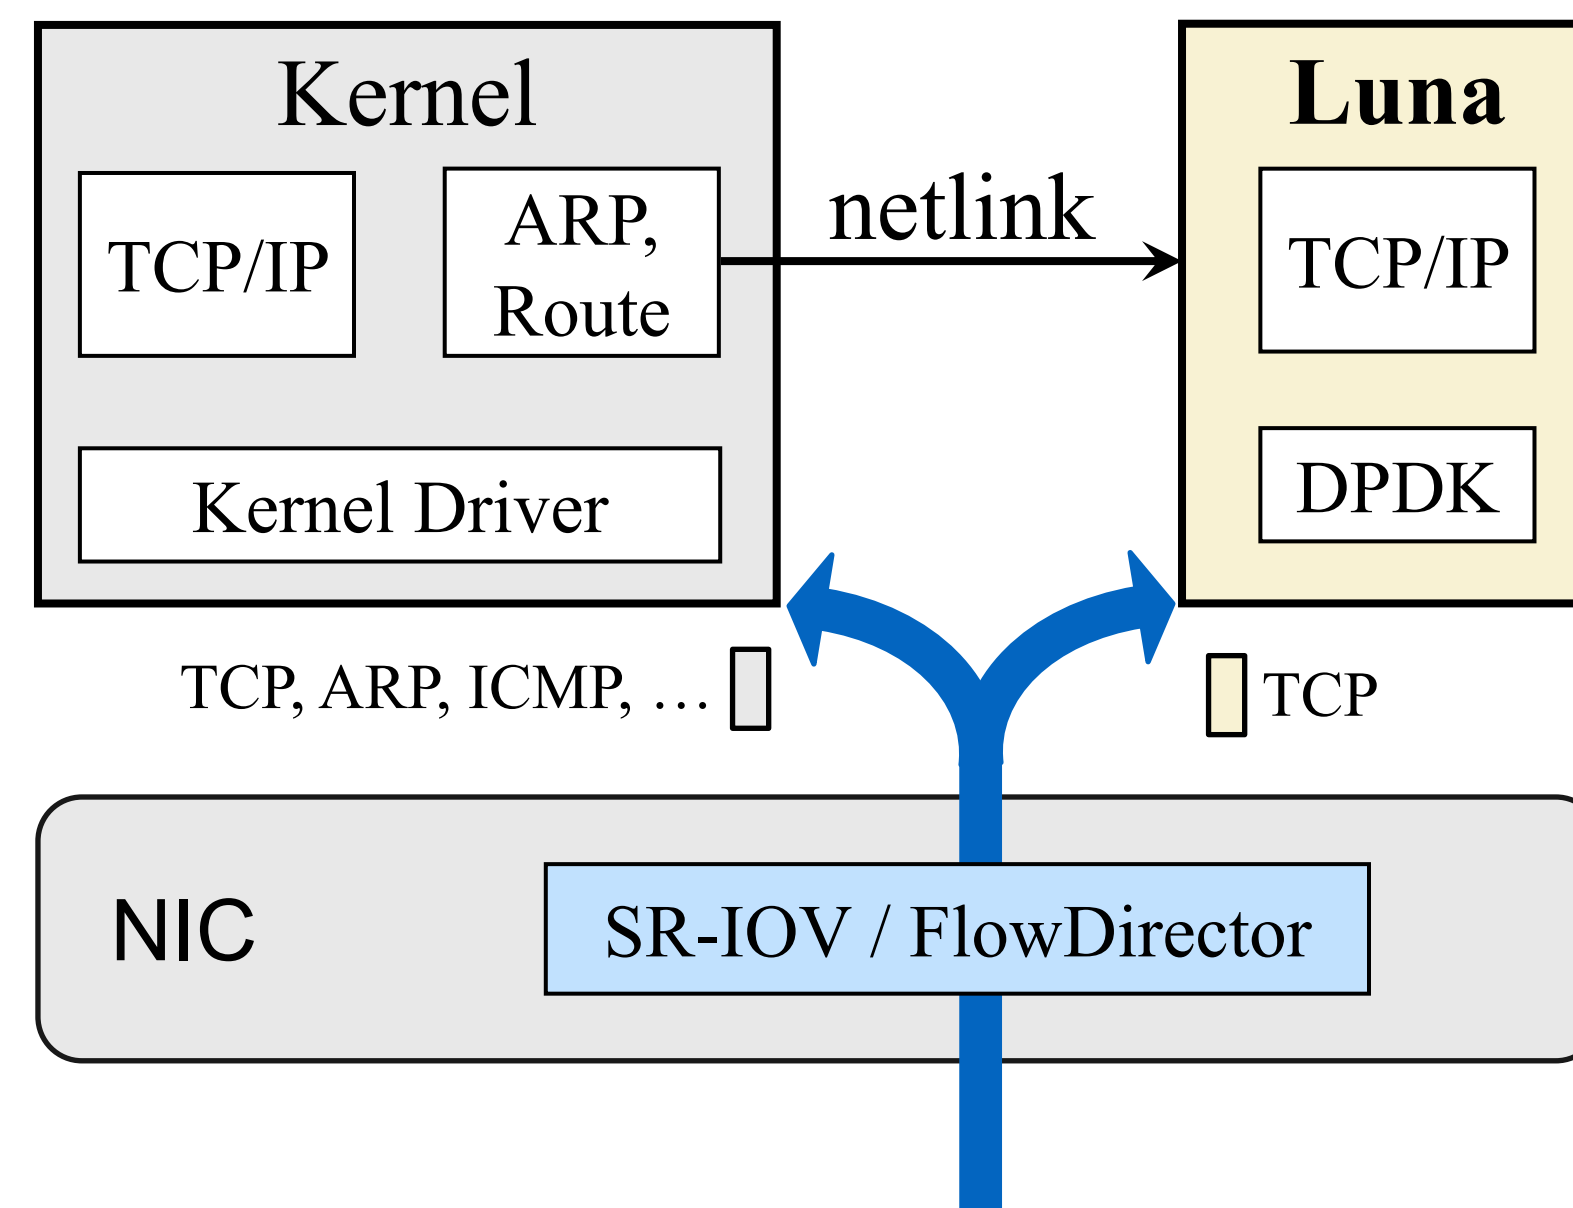 Kernel
TCP/IP
ARP,
Route
Kernel Driver
netlink
Luna
TCP/IP
DPDK
TCP, ARP, ICMP, …
TCP
NIC
SR-IOV / FlowDirector